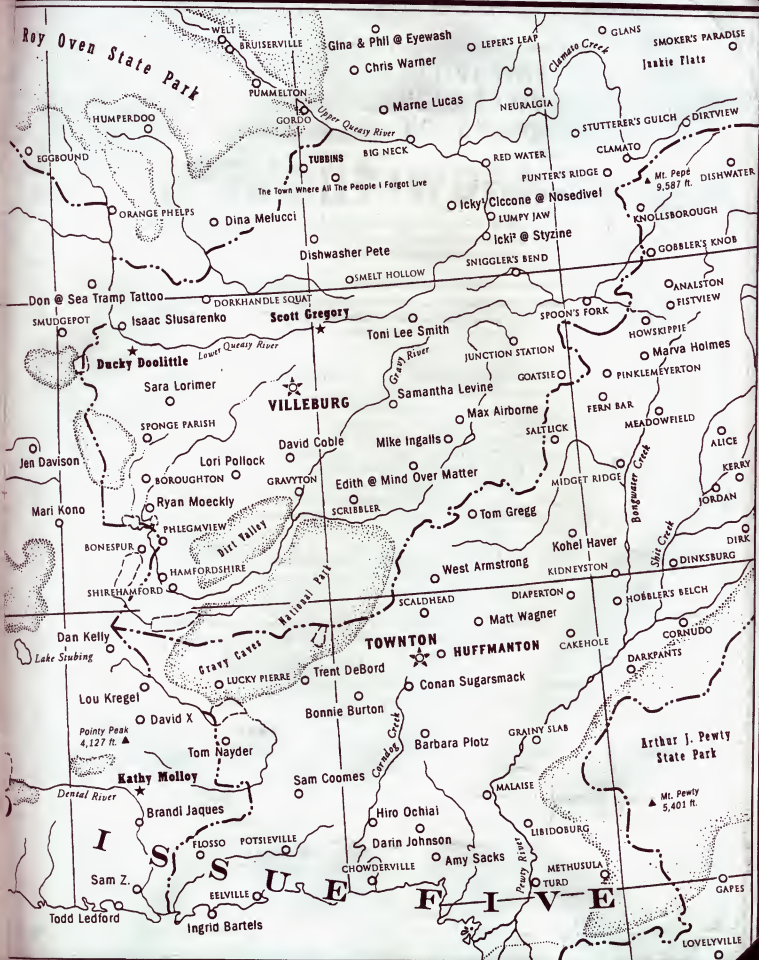 WELT
BRUISERVILLE
Gina & Phil @ Eyewash
LEPER'S LEAP
GLANS
SMOKER'S PARADISE
Junkie Flats
Roy Oven State Park
Chris Warner
Clamato Creek
PUMMELTON
Marne Lucas
NEURALGIA
GORDO
Upper Queasy River
HUMPERDOO
STUTTERER'S GULCH
DIRTVIEW
EGGBOUND
TUBBINS
BIG NECK
RED WATER
CLAMATO
PUNTER'S RIDGE
Mt. Pepé
9,587 ft.
DISHWATER
The Town Where All The People I Forgot Live
ORANGE PHELPS
Dina Melucci
Icky¹ Ciccone @ Nosedive!
LUMPY JAW
KNOLLSBOROUGH
Icki² @ Styzine
Dishwasher Pete
GOBBLER'S KNOB
SNIGGLER'S BEND
SMELT HOLLOW
Don @ Sea Tramp Tattoo
DORKHANDLE SQUAT
ANALSTON
FISTVIEW
SMUDGEPOT
Isaac Slusarenko
Scott Gregory
Toni Lee Smith
SPOON'S FORK
HOWSKIPPIE
Ducky Doolittle
Lower Queasy River
Gravy River
JUNCTION STATION
Marva Holmes
GOATSIE
PINKLEMEYERTON
Sara Lorimer
VILLEBURG
Samantha Levine
FERN BAR
Max Airborne
MEADOWFIELD
SPONGE PARISH
David Coble
Mike Ingalls
SALTLICK
ALICE
Jen Davison
Lori Pollock
BOROUGHTON
GRAVYTON
Edith @ Mind Over Matter
MIDGET RIDGE
KERRY
JORDAN
Mari Kono
Ryan Moeckly
SCRIBBLER
Tom Gregg
Bongwater Creek
PHLEGMVIEW
Dirt Valley
Shit Creek
DIRK
BONESPUR
Kohel Haver
HAMFORDSHIRE
West Armstrong
KIDNEYSTON
DINKSBURG
SHIREHAMFORD
National Park
SCALDHEAD
DIAPERTON
HOBBLER'S BELCH
Matt Wagner
Dan Kelly
Lake Stubing
TOWNTON
HUFFMANTON
CAKEHOLE
CORNUDO
Gravy Caves
DARKPANTS
LUCKY PIERRE
Trent DeBord
Conan Sugarsmack
Lou Kregel
Bonnie Burton
David X
Pointy Peak
4,127 ft.
Tom Nayder
Corndog Creek
Barbara Plotz
GRAINY SLAB
Arthur J. Pewty
State Park
Kathy Molloy
Sam Coomes
Dental River
MALAISE
Mt. Pewty
5,401 ft.
Brandi Jaques
Hiro Ochiai
LIBIDOBURG
Darin Johnson
FLOSSO
POTSIEVILLE
CHOWDERVILLE
Amy Sacks
Pewty River
METHUSULA
TURD
Sam Z.
EELVILLE
GAPES
ISSUE FIVE
Todd Ledford
Ingrid Bartels
LOVELYVILLE